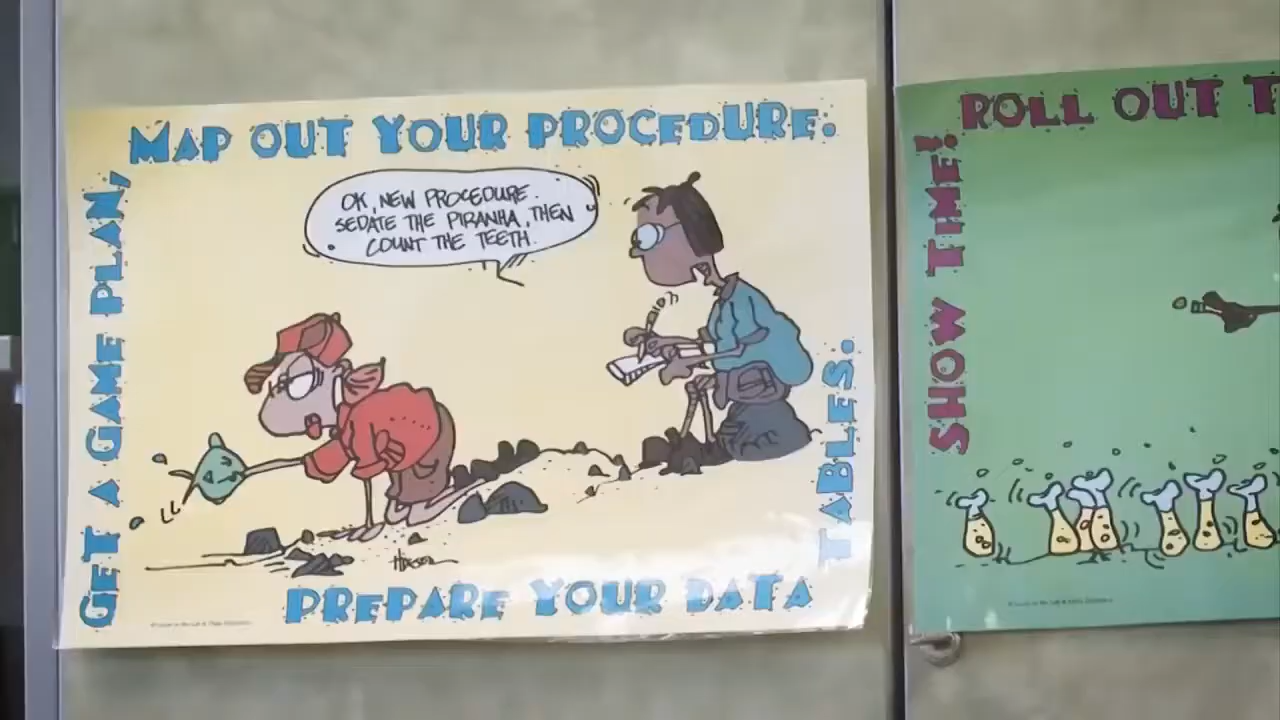 GET A GAME PLAN,
MAP OUT YOUR PROCEDURE.
OK, NEW PROCEDURE.
SEDATE THE PIRANHA, THEN
COUNT THE TEETH.
PREPARE YOUR DATA
TABLES.
SHOW TIME!
ROLL OUT T